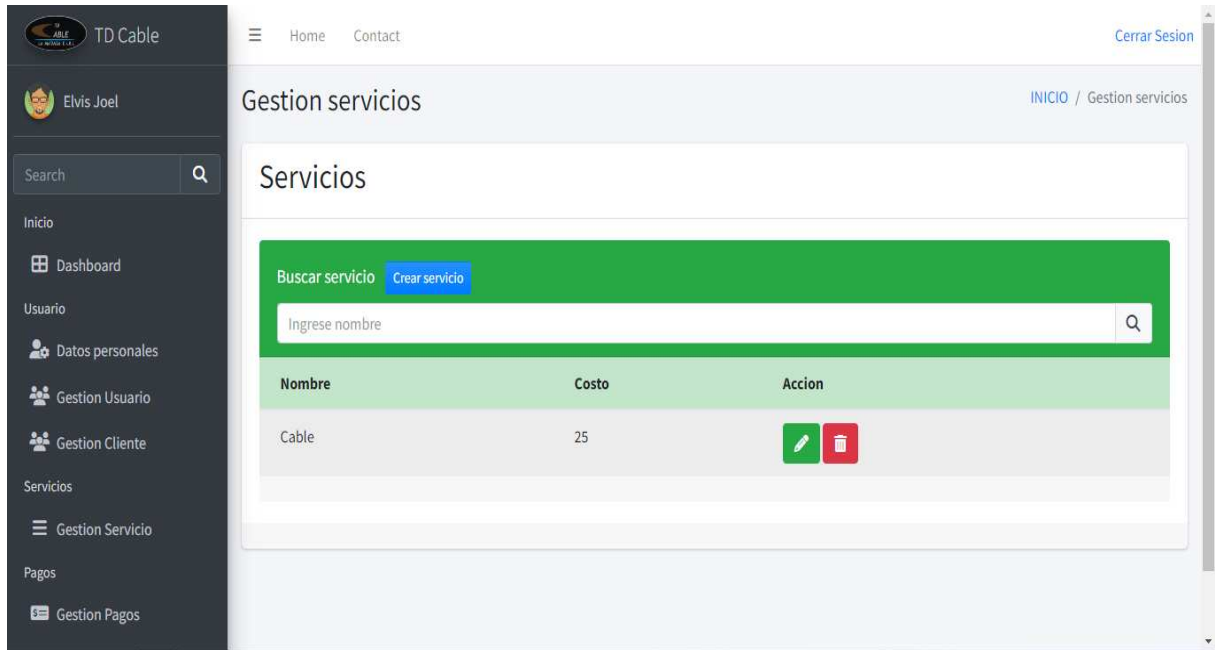 TD Cable
Home Contact
Cerrar Sesion
Elvis Joel
Gestion servicios
INICIO / Gestion servicios
Search
Servicios
Inicio
Dashboard
Buscar servicio Crear servicio
Usuario
Ingrese nombre
Datos personales
Nombre Costo Accion
Gestion Usuario
Gestion Cliente
Cable 25
Servicios
Gestion Servicio
Pagos
Gestion Pagos